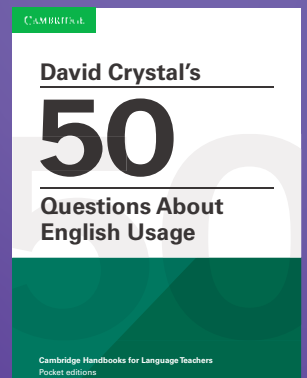 CAMBRIDGE
David Crystal's
50
Questions About
English Usage
Cambridge Handbooks for Language Teachers
Pocket editions